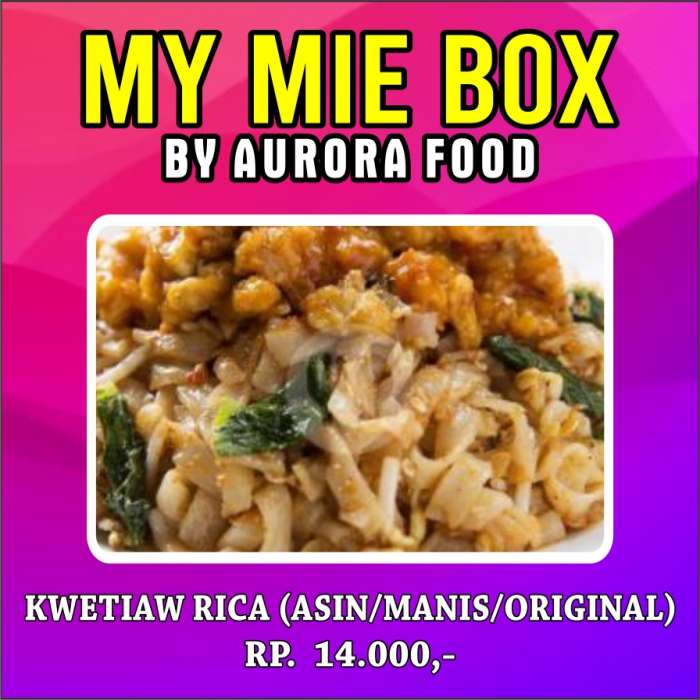 MY MIE BOX
BY AURORA FOOD
KWETIAW RICA (ASIN/MANIS/ORIGINAL)
RP. 14.000,-